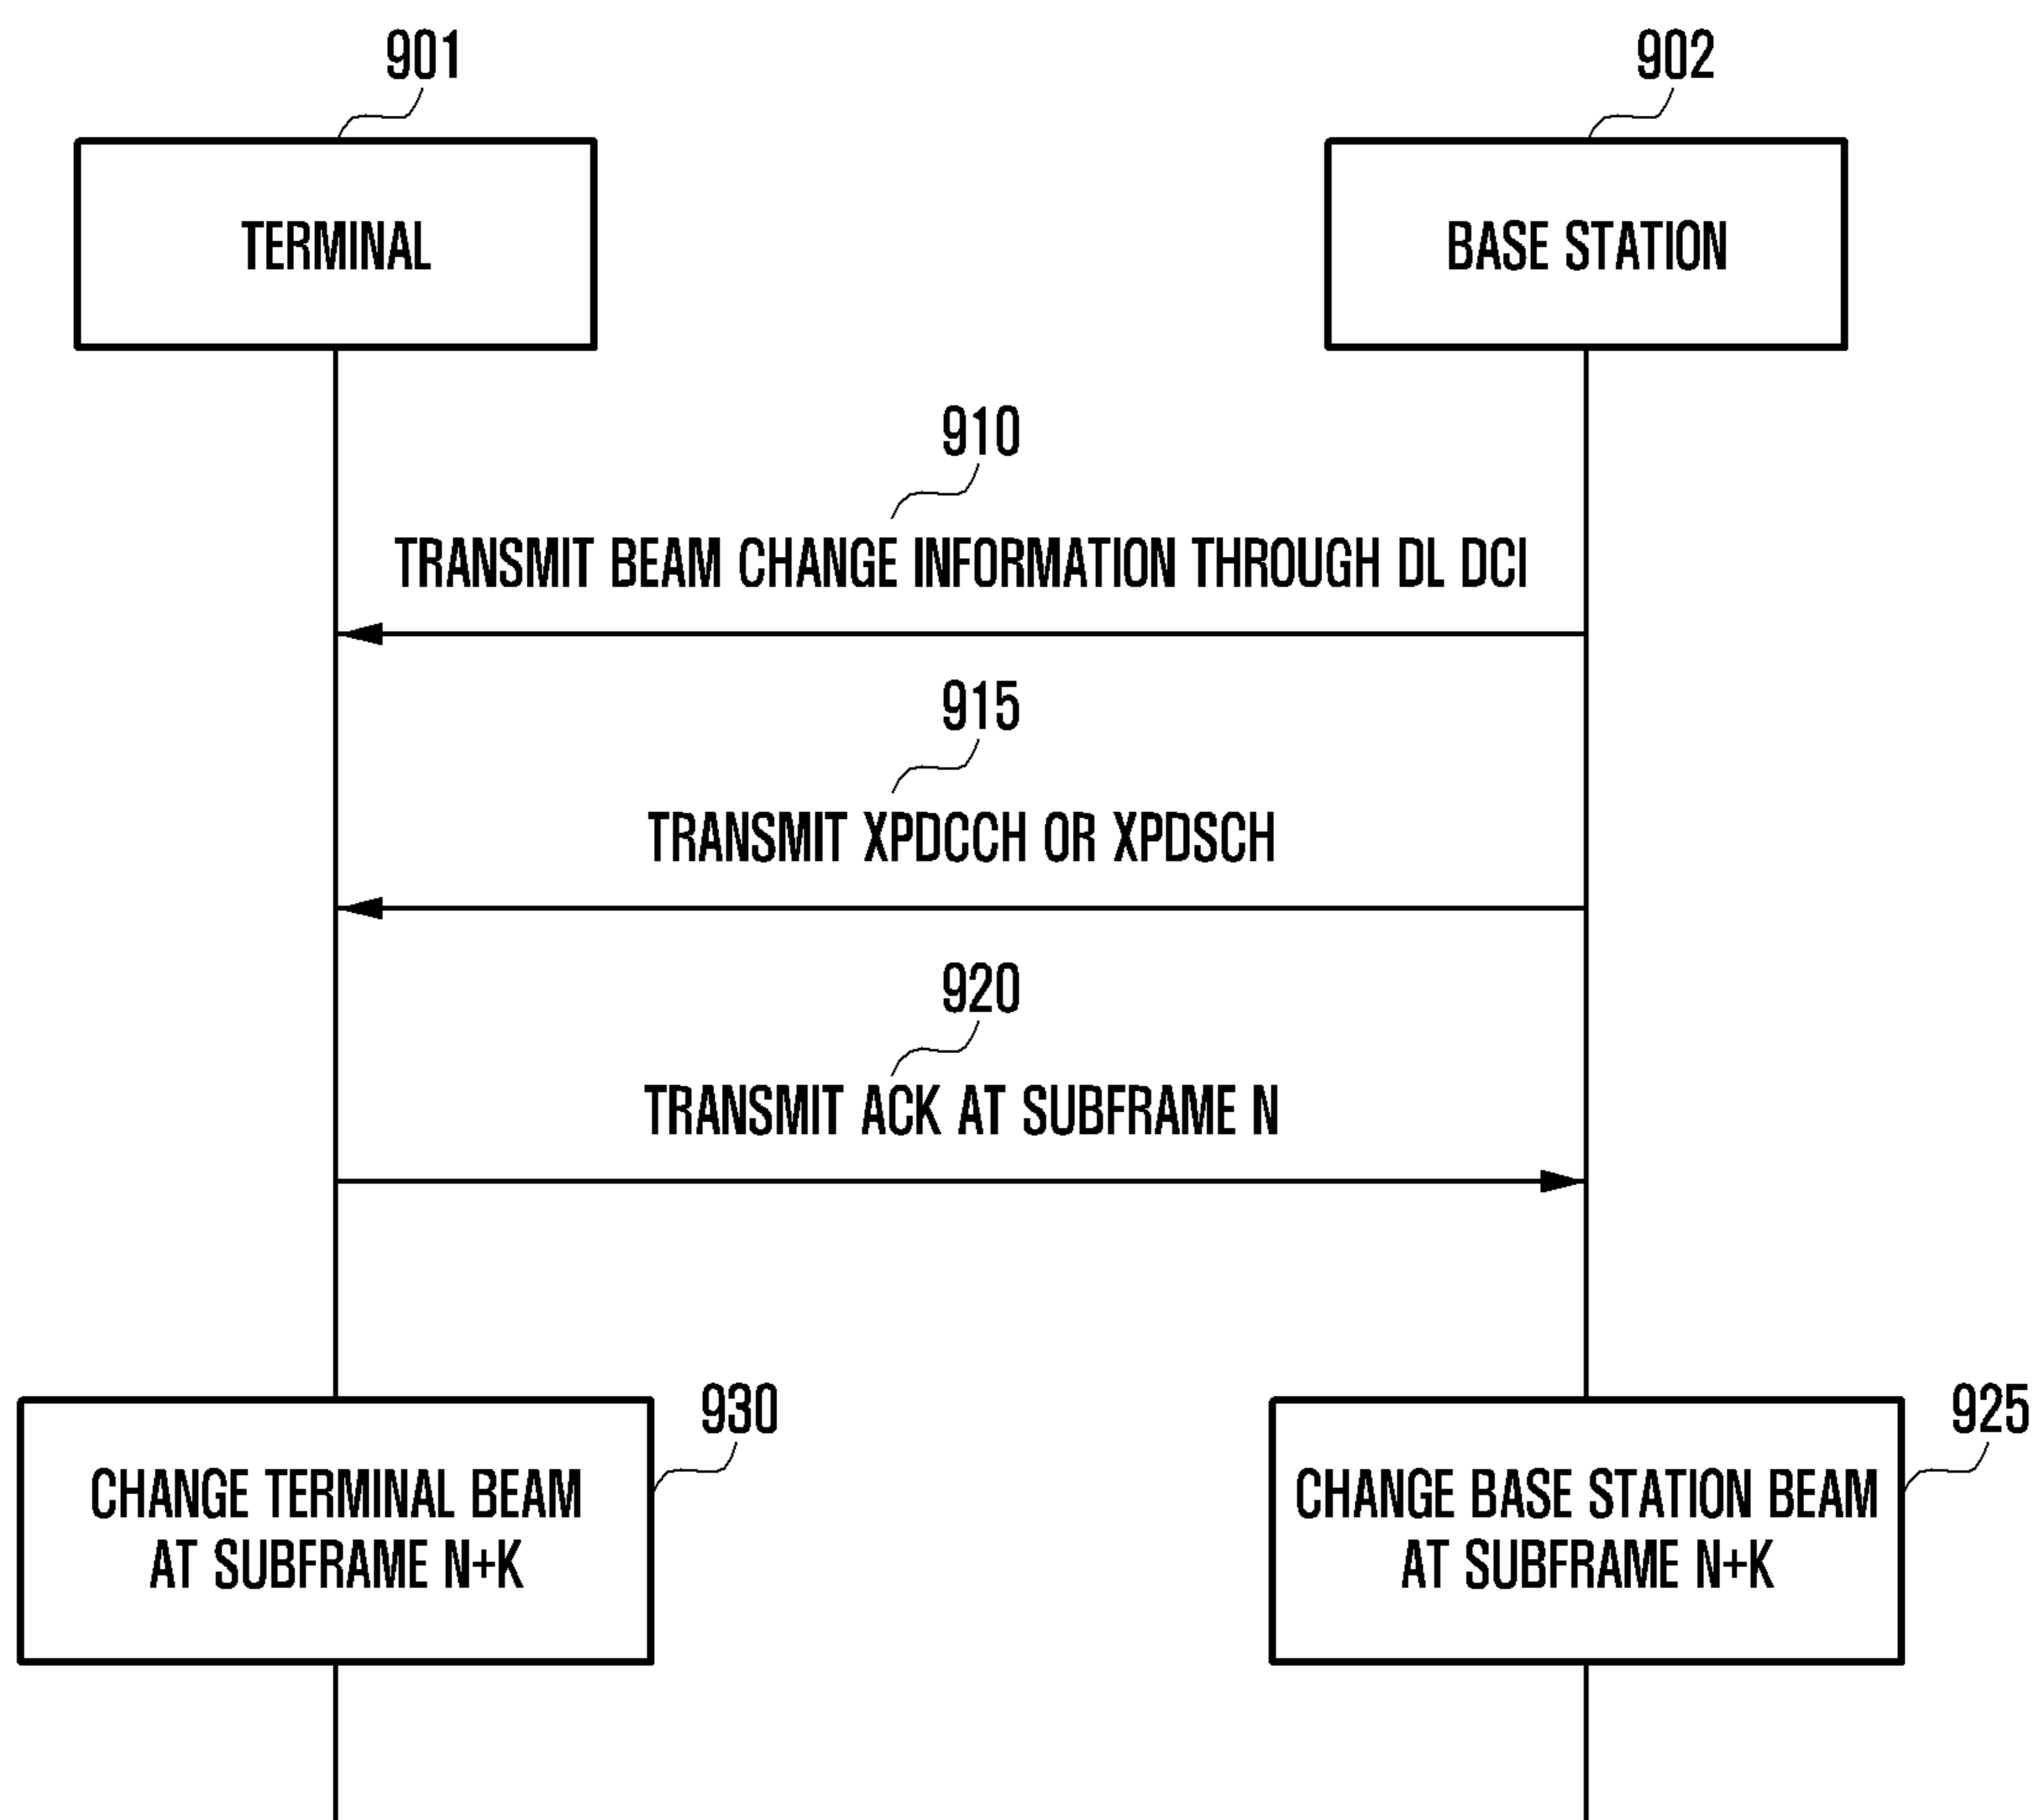 901
902
TERMINAL
BASE STATION
910
TRANSMIT BEAM CHANGE INFORMATION THROUGH DL DCI
915
TRANSMIT XPDCCH OR XPDSCH
920
TRANSMIT ACK AT SUBFRAME N
930
925
CHANGE TERMINAL BEAM
AT SUBFRAME N+K
CHANGE BASE STATION BEAM
AT SUBFRAME N+K